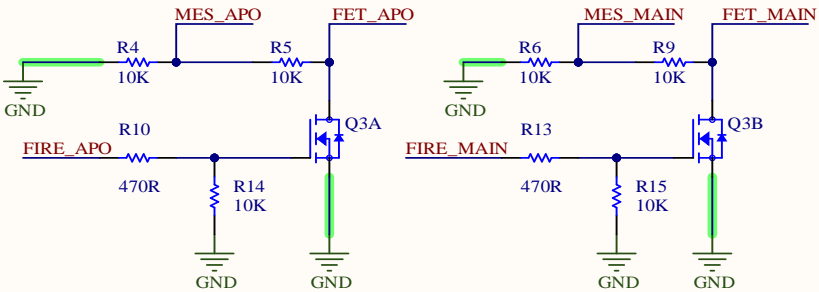 MES_APO
FET_APO
R4
10K
R5
10K
GND
Q3A
R10
FIRE_APO
470R
R14
10K
GND
GND
MES_MAIN
FET_MAIN
R6
10K
R9
10K
GND
Q3B
R13
FIRE_MAIN
470R
R15
10K
GND
GND